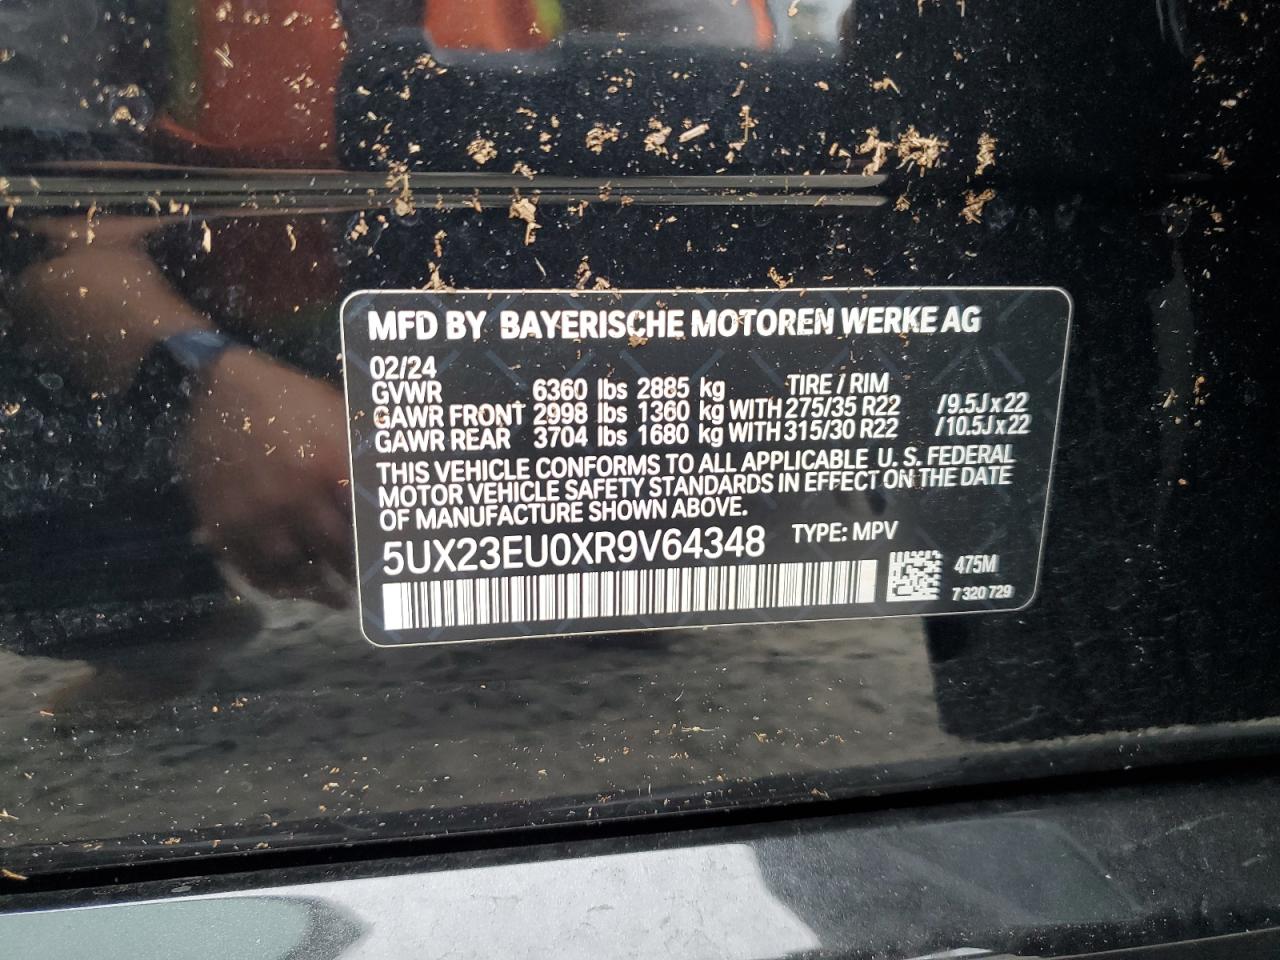 MFD BY BAYERISCHE MOTOREN WERKE AG
02/24
GVWR 6360 lbs 2885 kg TIRE / RIM
GAWR FRONT 2998 lbs 1360 kg WITH 275/35 R22 /9.5J x 22
GAWR REAR 3704 lbs 1680 kg WITH 315/30 R22 /10.5J x 22
THIS VEHICLE CONFORMS TO ALL APPLICABLE U. S. FEDERAL
MOTOR VEHICLE SAFETY STANDARDS IN EFFECT ON THE DATE
OF MANUFACTURE SHOWN ABOVE.
5UX23EU0XR9V64348 TYPE: MPV
475M
7 320 729